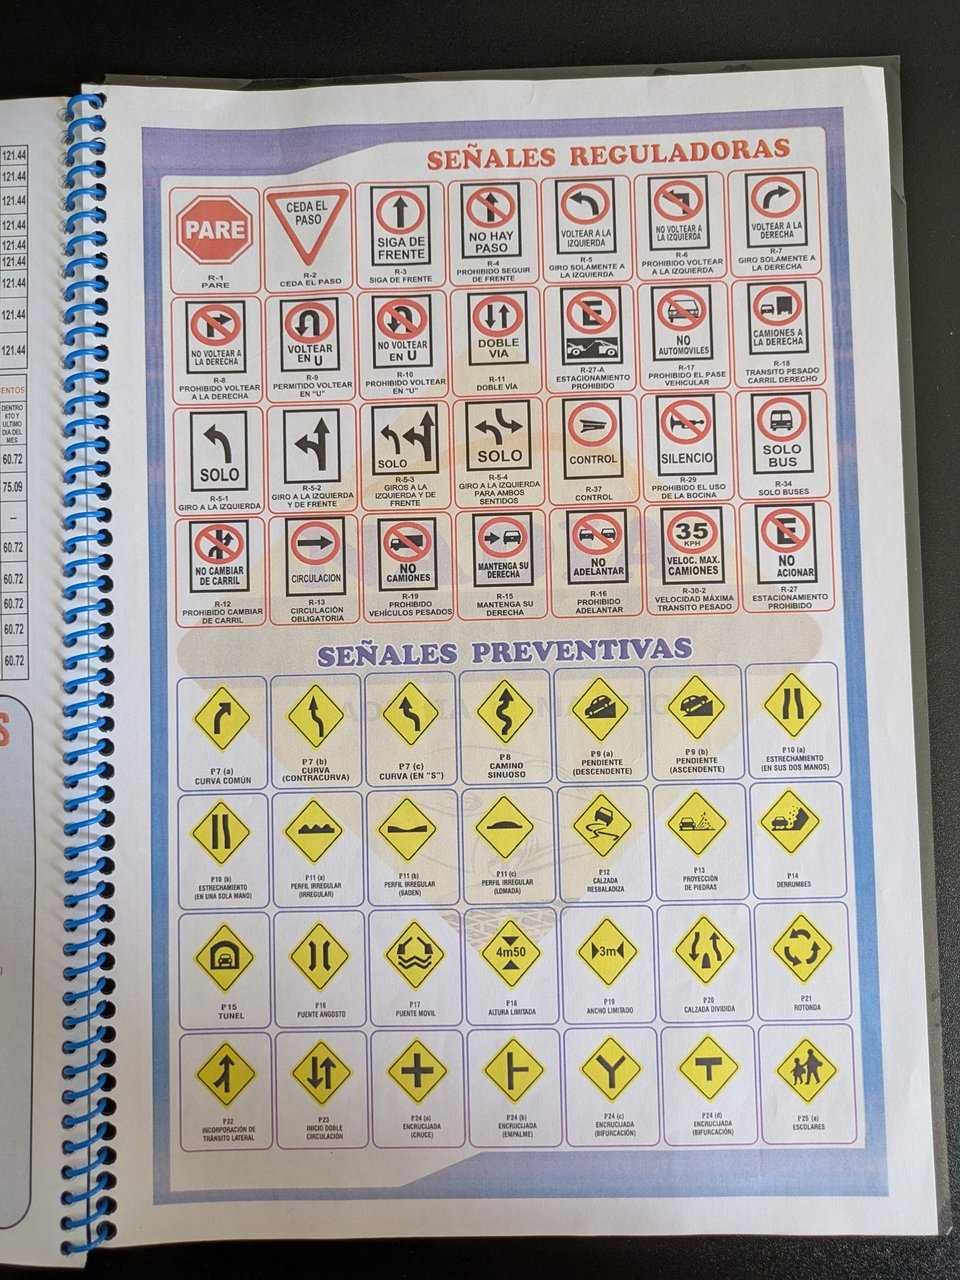 121.44
121.44
121.44
121.44
121.44
121.44
121.44
121.44
121.44
ENTOS
DENTRO
6TO Y
ULTIMO
DIA DEL
MES
60.72
75.09
--
60.72
60.72
60.72
60.72
60.72
S
SEÑALES REGULADORAS
PARE
R-1
PARE
CEDA EL
PASO
R-2
CEDA EL PASO
SIGA DE
FRENTE
R-3
SIGA DE FRENTE
NO HAY
PASO
R-4
PROHIBIDO SEGUIR
DE FRENTE
VOLTEAR A LA
IZQUIERDA
R-5
GIRO SOLAMENTE A
LA IZQUIERDA
NO VOLTEAR A
LA IZQUIERDA
R-6
PROHIBIDO VOLTEAR
A LA IZQUIERDA
VOLTEAR A LA
DERECHA
R-7
GIRO SOLAMENTE A
LA DERECHA
NO VOLTEAR A
LA DERECHA
R-8
PROHIBIDO VOLTEAR
A LA DERECHA
VOLTEAR
EN U
R-9
PERMITIDO VOLTEAR
EN "U"
NO VOLTEAR
EN U
R-10
PROHIBIDO VOLTEAR
EN "U"
DOBLE
VIA
R-11
DOBLE VÍA
E
R-27-A
ESTACIONAMIENTO
PROHIBIDO
NO
AUTOMOVILES
R-17
PROHIBIDO EL PASE
VEHICULAR
CAMIONES A
LA DERECHA
R-18
TRANSITO PESADO
CARRIL DERECHO
SOLO
R-5-1
GIRO A LA IZQUIERDA
R-5-2
GIRO A LA IZQUIERDA
Y DE FRENTE
SOLO
R-5-3
GIROS A LA
IZQUIERDA Y DE
FRENTE
SOLO
R-5-4
GIRO A LA IZQUIERDA
PARA AMBOS
SENTIDOS
CONTROL
R-37
CONTROL
SILENCIO
R-29
PROHIBIDO EL USO
DE LA BOCINA
SOLO
BUS
R-34
SOLO BUSES
NO CAMBIAR
DE CARRIL
R-12
PROHIBIDO CAMBIAR
DE CARRIL
CIRCULACION
R-13
CIRCULACIÓN
OBLIGATORIA
NO
CAMIONES
R-19
PROHIBIDO
VEHÍCULOS PESADOS
MANTENGA SU
DERECHA
R-15
MANTENGA SU
DERECHA
NO
ADELANTAR
R-16
PROHIBIDO
ADELANTAR
35
KPH
VELOC. MAX.
CAMIONES
R-30-2
VELOCIDAD MÁXIMA
TRANSITO PESADO
E
NO
ACIONAR
R-27
ESTACIONAMIENTO
PROHIBIDO
SEÑALES PREVENTIVAS
P7 (a)
CURVA COMÚN
P7 (b)
CURVA
(CONTRACURVA)
P7 (c)
CURVA (EN "S")
P8
CAMINO
SINUOSO
P9 (a)
PENDIENTE
(DESCENDENTE)
P9 (b)
PENDIENTE
(ASCENDENTE)
P10 (a)
ESTRECHAMIENTO
(EN SUS DOS MANOS)
P10 (b)
ESTRECHAMIENTO
(EN UNA SOLA MANO)
P11 (a)
PERFIL IRREGULAR
(IRREGULAR)
P11 (b)
PERFIL IRREGULAR
(BADEN)
P11 (c)
PERFIL IRREGULAR
(LOMADA)
P12
CALZADA
RESBALADIZA
P13
PROYECCIÓN
DE PIEDRAS
P14
DERRUMBES
P15
TUNEL
P16
PUENTE ANGOSTO
P17
PUENTE MOVIL
4m50
P18
ALTURA LIMITADA
3m
P19
ANCHO LIMITADO
P20
CALZADA DIVIDIDA
P21
ROTONDA
P22
INCORPORACIÓN DE
TRÁNSITO LATERAL
P23
INICIO DOBLE
CIRCULACIÓN
P24 (a)
ENCRUCIJADA
(CRUCE)
P24 (b)
ENCRUCIJADA
(EMPALME)
P24 (c)
ENCRUCIJADA
(BIFURCACIÓN)
P24 (d)
ENCRUCIJADA
(BIFURCACIÓN)
P25 (a)
ESCOLARES